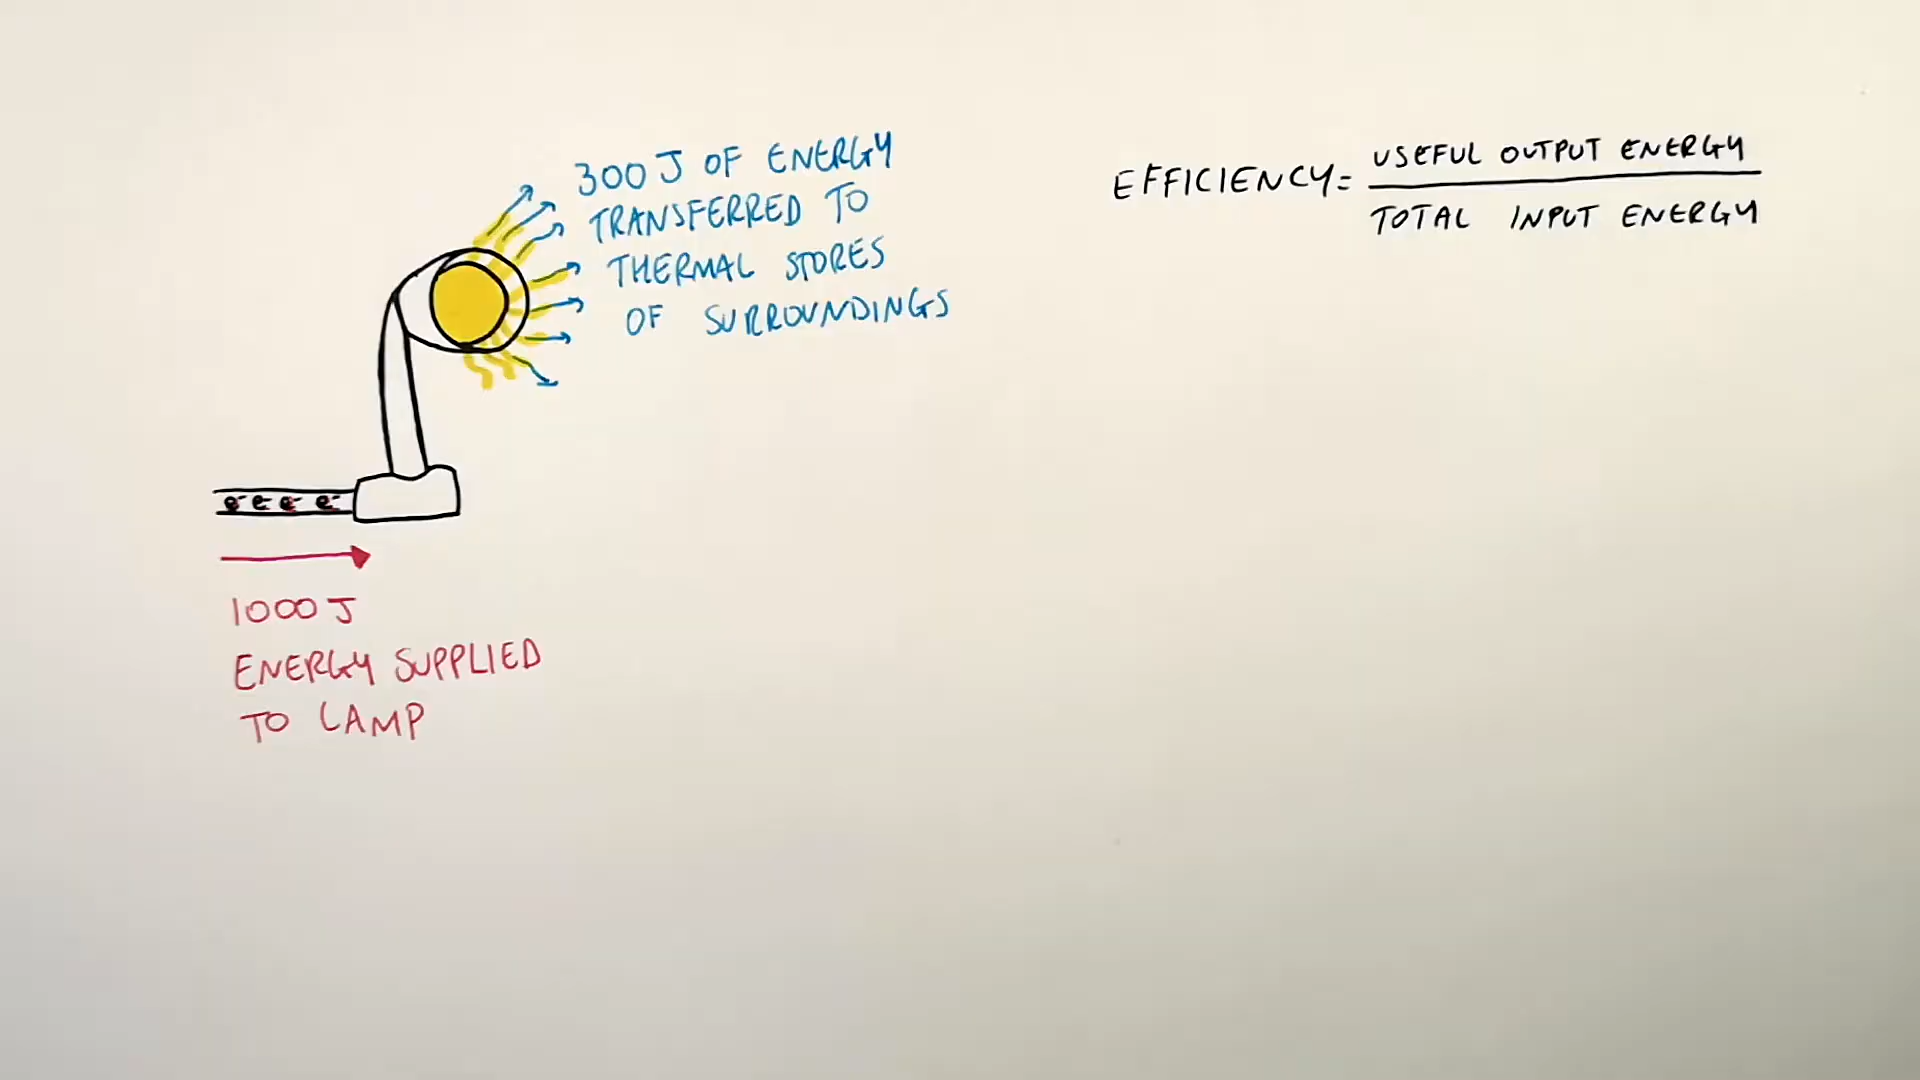 300 J OF ENERGY
TRANSFERRED TO
THERMAL STORES
OF SURROUNDINGS
EFFICIENCY = USEFUL OUTPUT ENERGY
TOTAL INPUT ENERGY
e- e- e- e-
1000 J
ENERGY SUPPLIED
TO LAMP